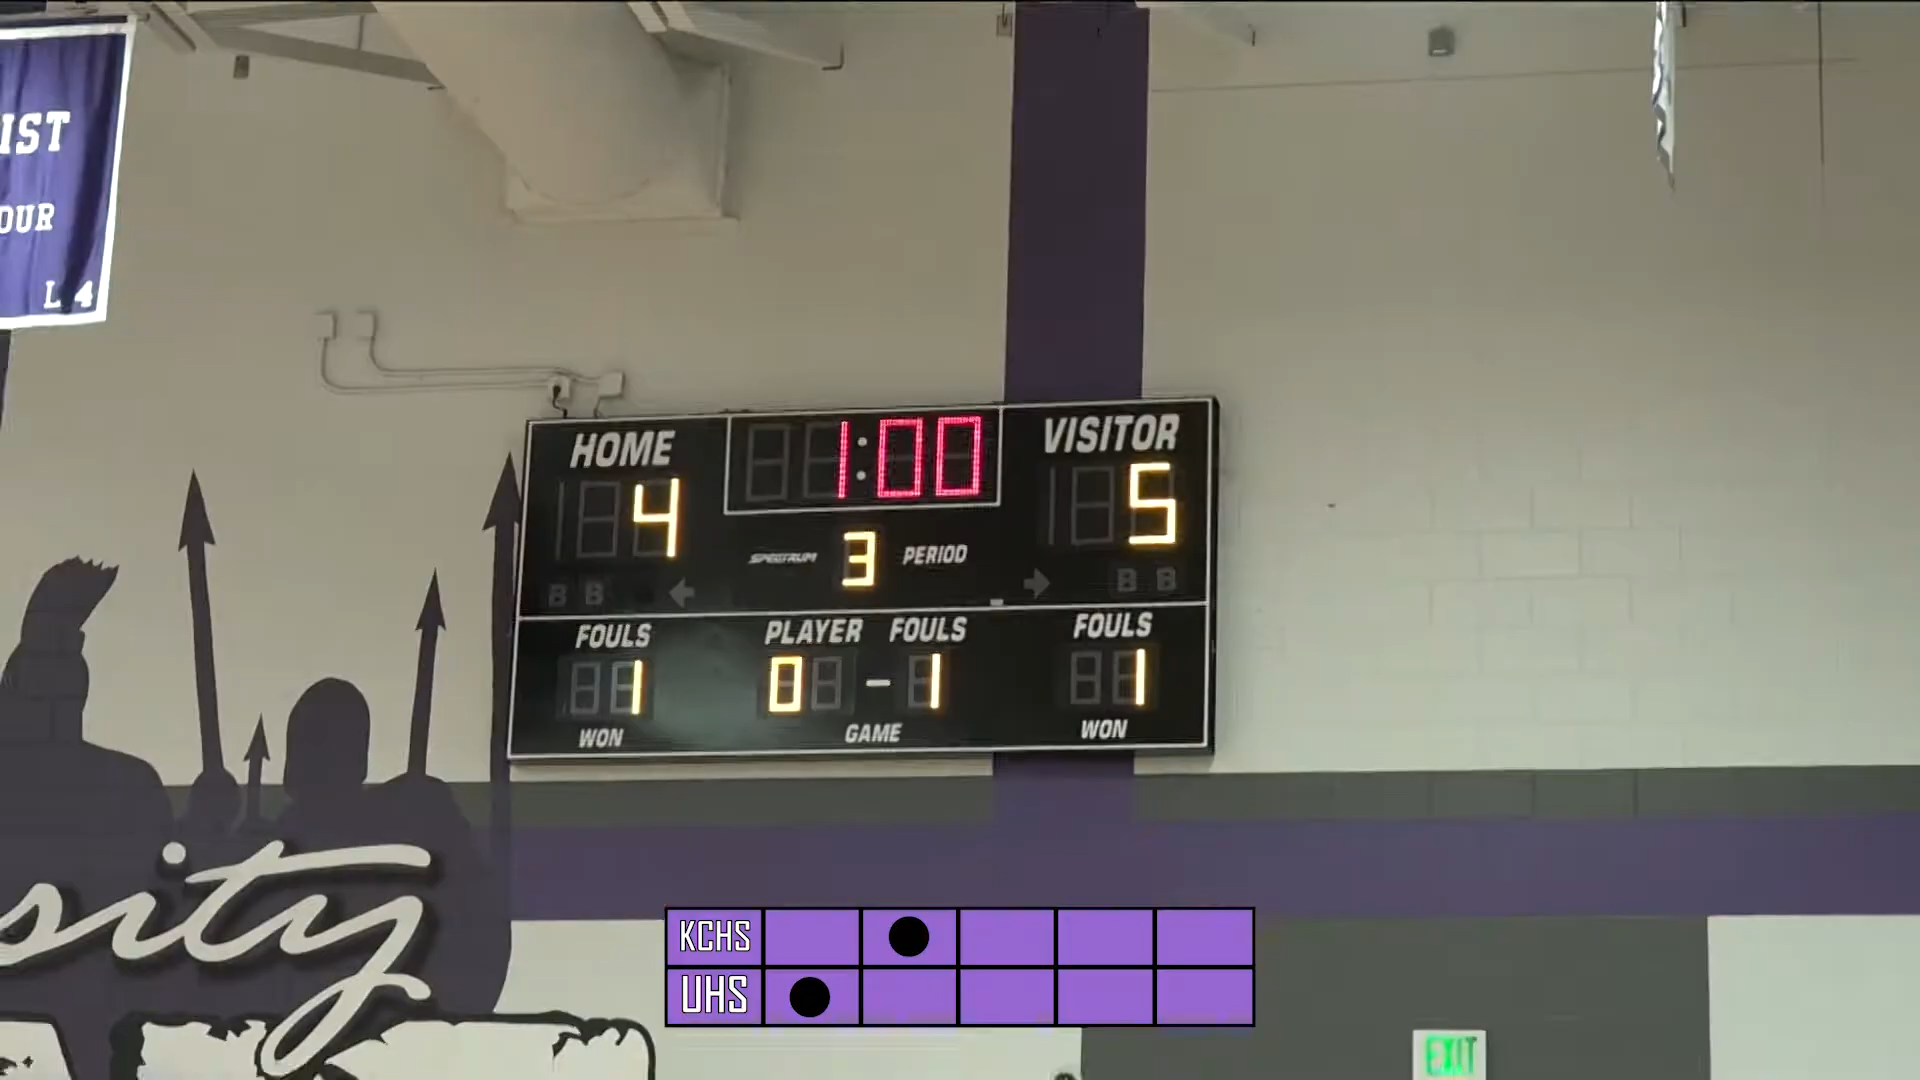 IST
OUR
L 4
HOME 1:00 VISITOR
4 5
SPECTRUM 3 PERIOD
B B B B
FOULS PLAYER FOULS FOULS
1 0 - 1 1
WON GAME WON
sity
KCHS
UHS
EXIT